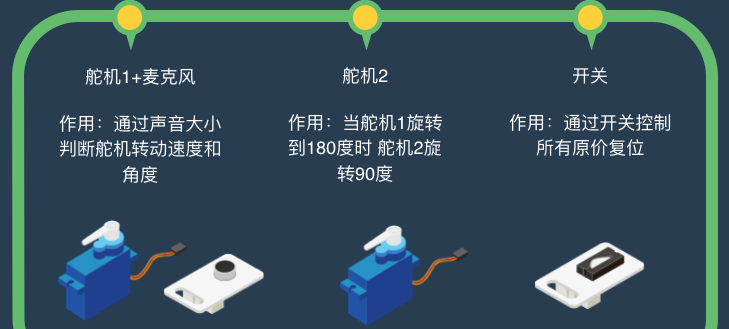 舵机1+麦克风
作用：通过声音大小
判断舵机转动速度和
角度
舵机2
作用：当舵机1旋转
到180度时 舵机2旋
转90度
开关
作用：通过开关控制
所有原价复位